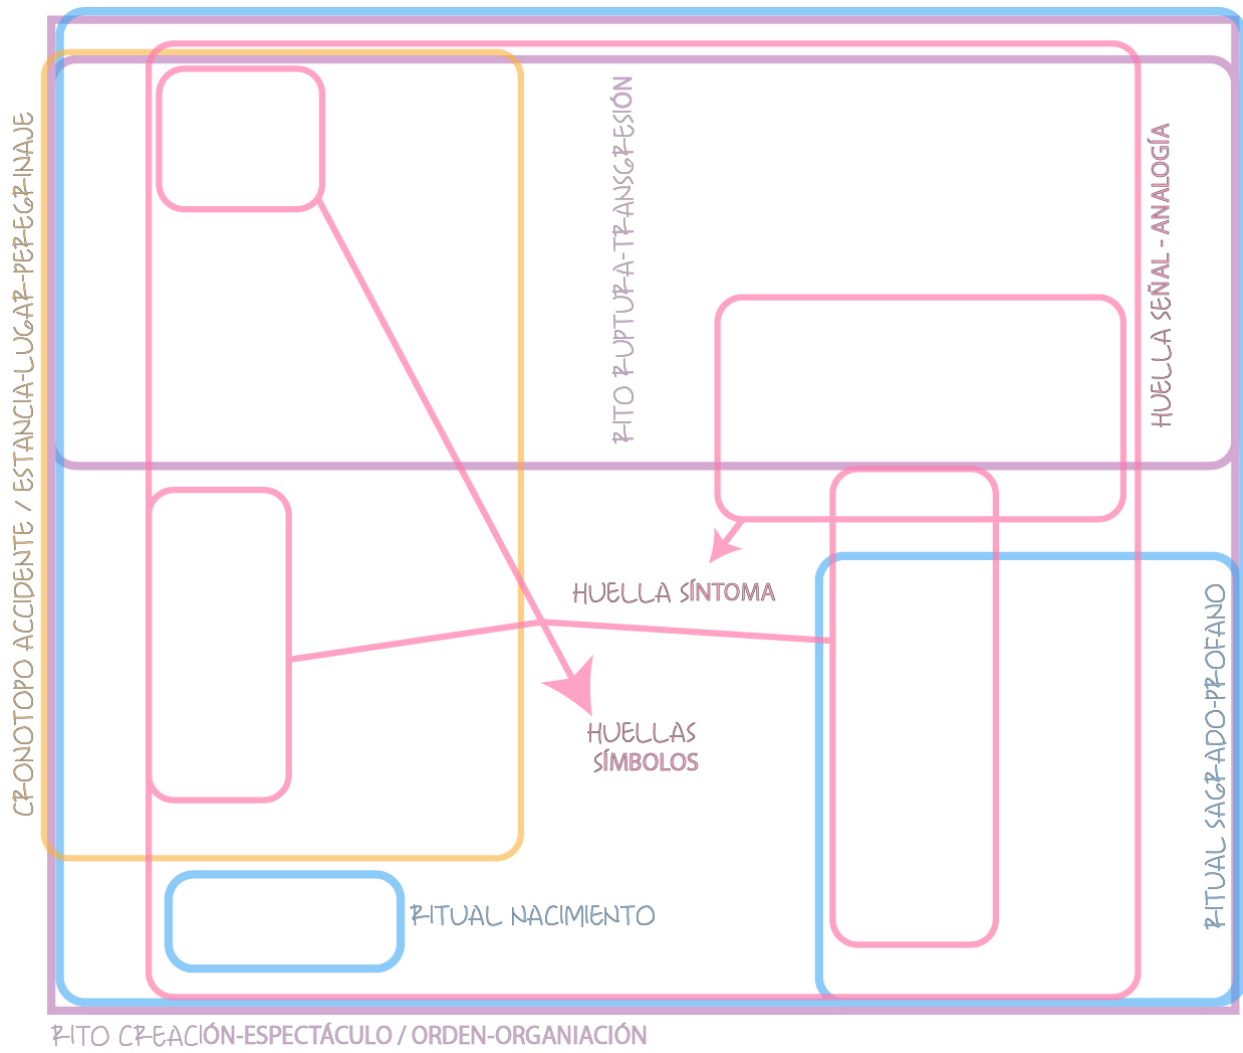 CRONOTOPO ACCIDENTE / ESTANCIA-LUGAR-PEREGRINAJE
RITO RUPTURA-TRANSGRESIÓN
HUELLA SEÑAL - ANALOGÍA
HUELLA SÍNTOMA
HUELLAS
SÍMBOLOS
RITUAL SAGRADO-PROFANO
RITUAL NACIMIENTO
RITO CREACIÓN-ESPECTÁCULO / ORDEN-ORGANIACIÓN